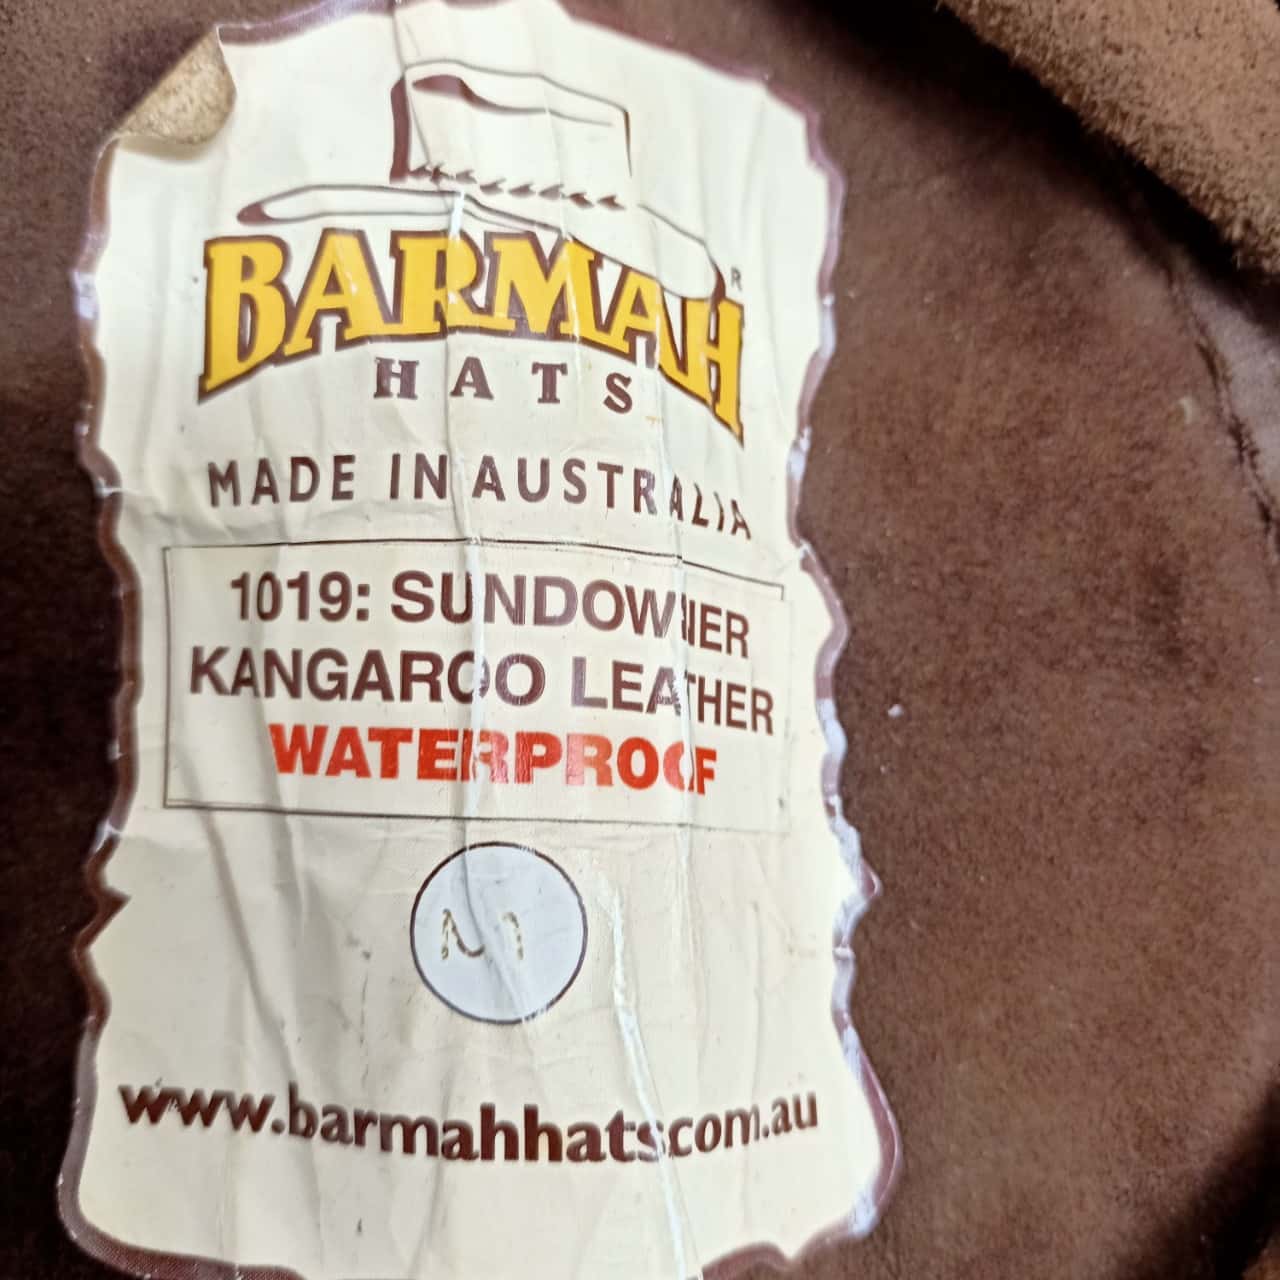 BARMAH
R
HATS
MADE IN AUSTRALIA
1019: SUNDOWNER
KANGAROO LEATHER
WATERPROOF
www.barmahhats.com.au